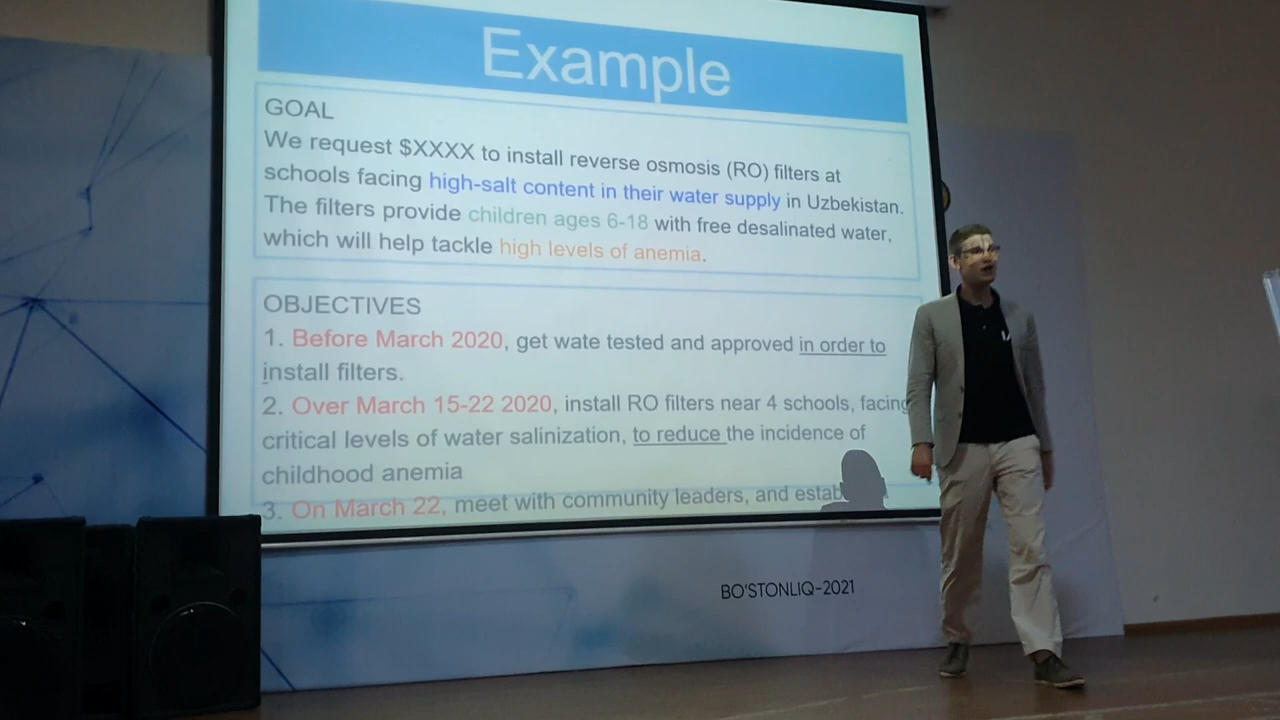 Example
GOAL
We request $XXXX to install reverse osmosis (RO) filters at
schools facing high-salt content in their water supply in Uzbekistan.
The filters provide children ages 6-18 with free desalinated water,
which will help tackle high levels of anemia.
OBJECTIVES
1. Before March 2020, get wate tested and approved in order to
install filters.
2. Over March 15-22 2020, install RO filters near 4 schools, facing
critical levels of water salinization, to reduce the incidence of
childhood anemia
3. On March 22, meet with community leaders, and estab
BO'STONLIQ-2021